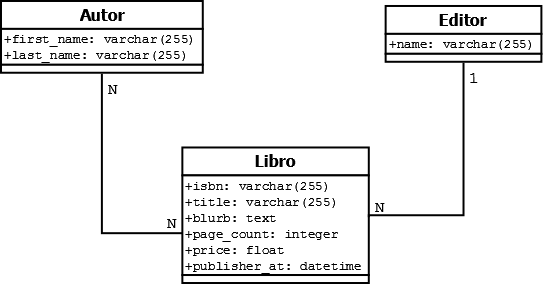 Autor
+first_name: varchar(255)
+last_name: varchar(255)
Editor
+name: varchar(255)
N
1
Libro
+isbn: varchar(255)
+title: varchar(255)
+blurb: text
+page_count: integer
+price: float
+publisher_at: datetime
N
N